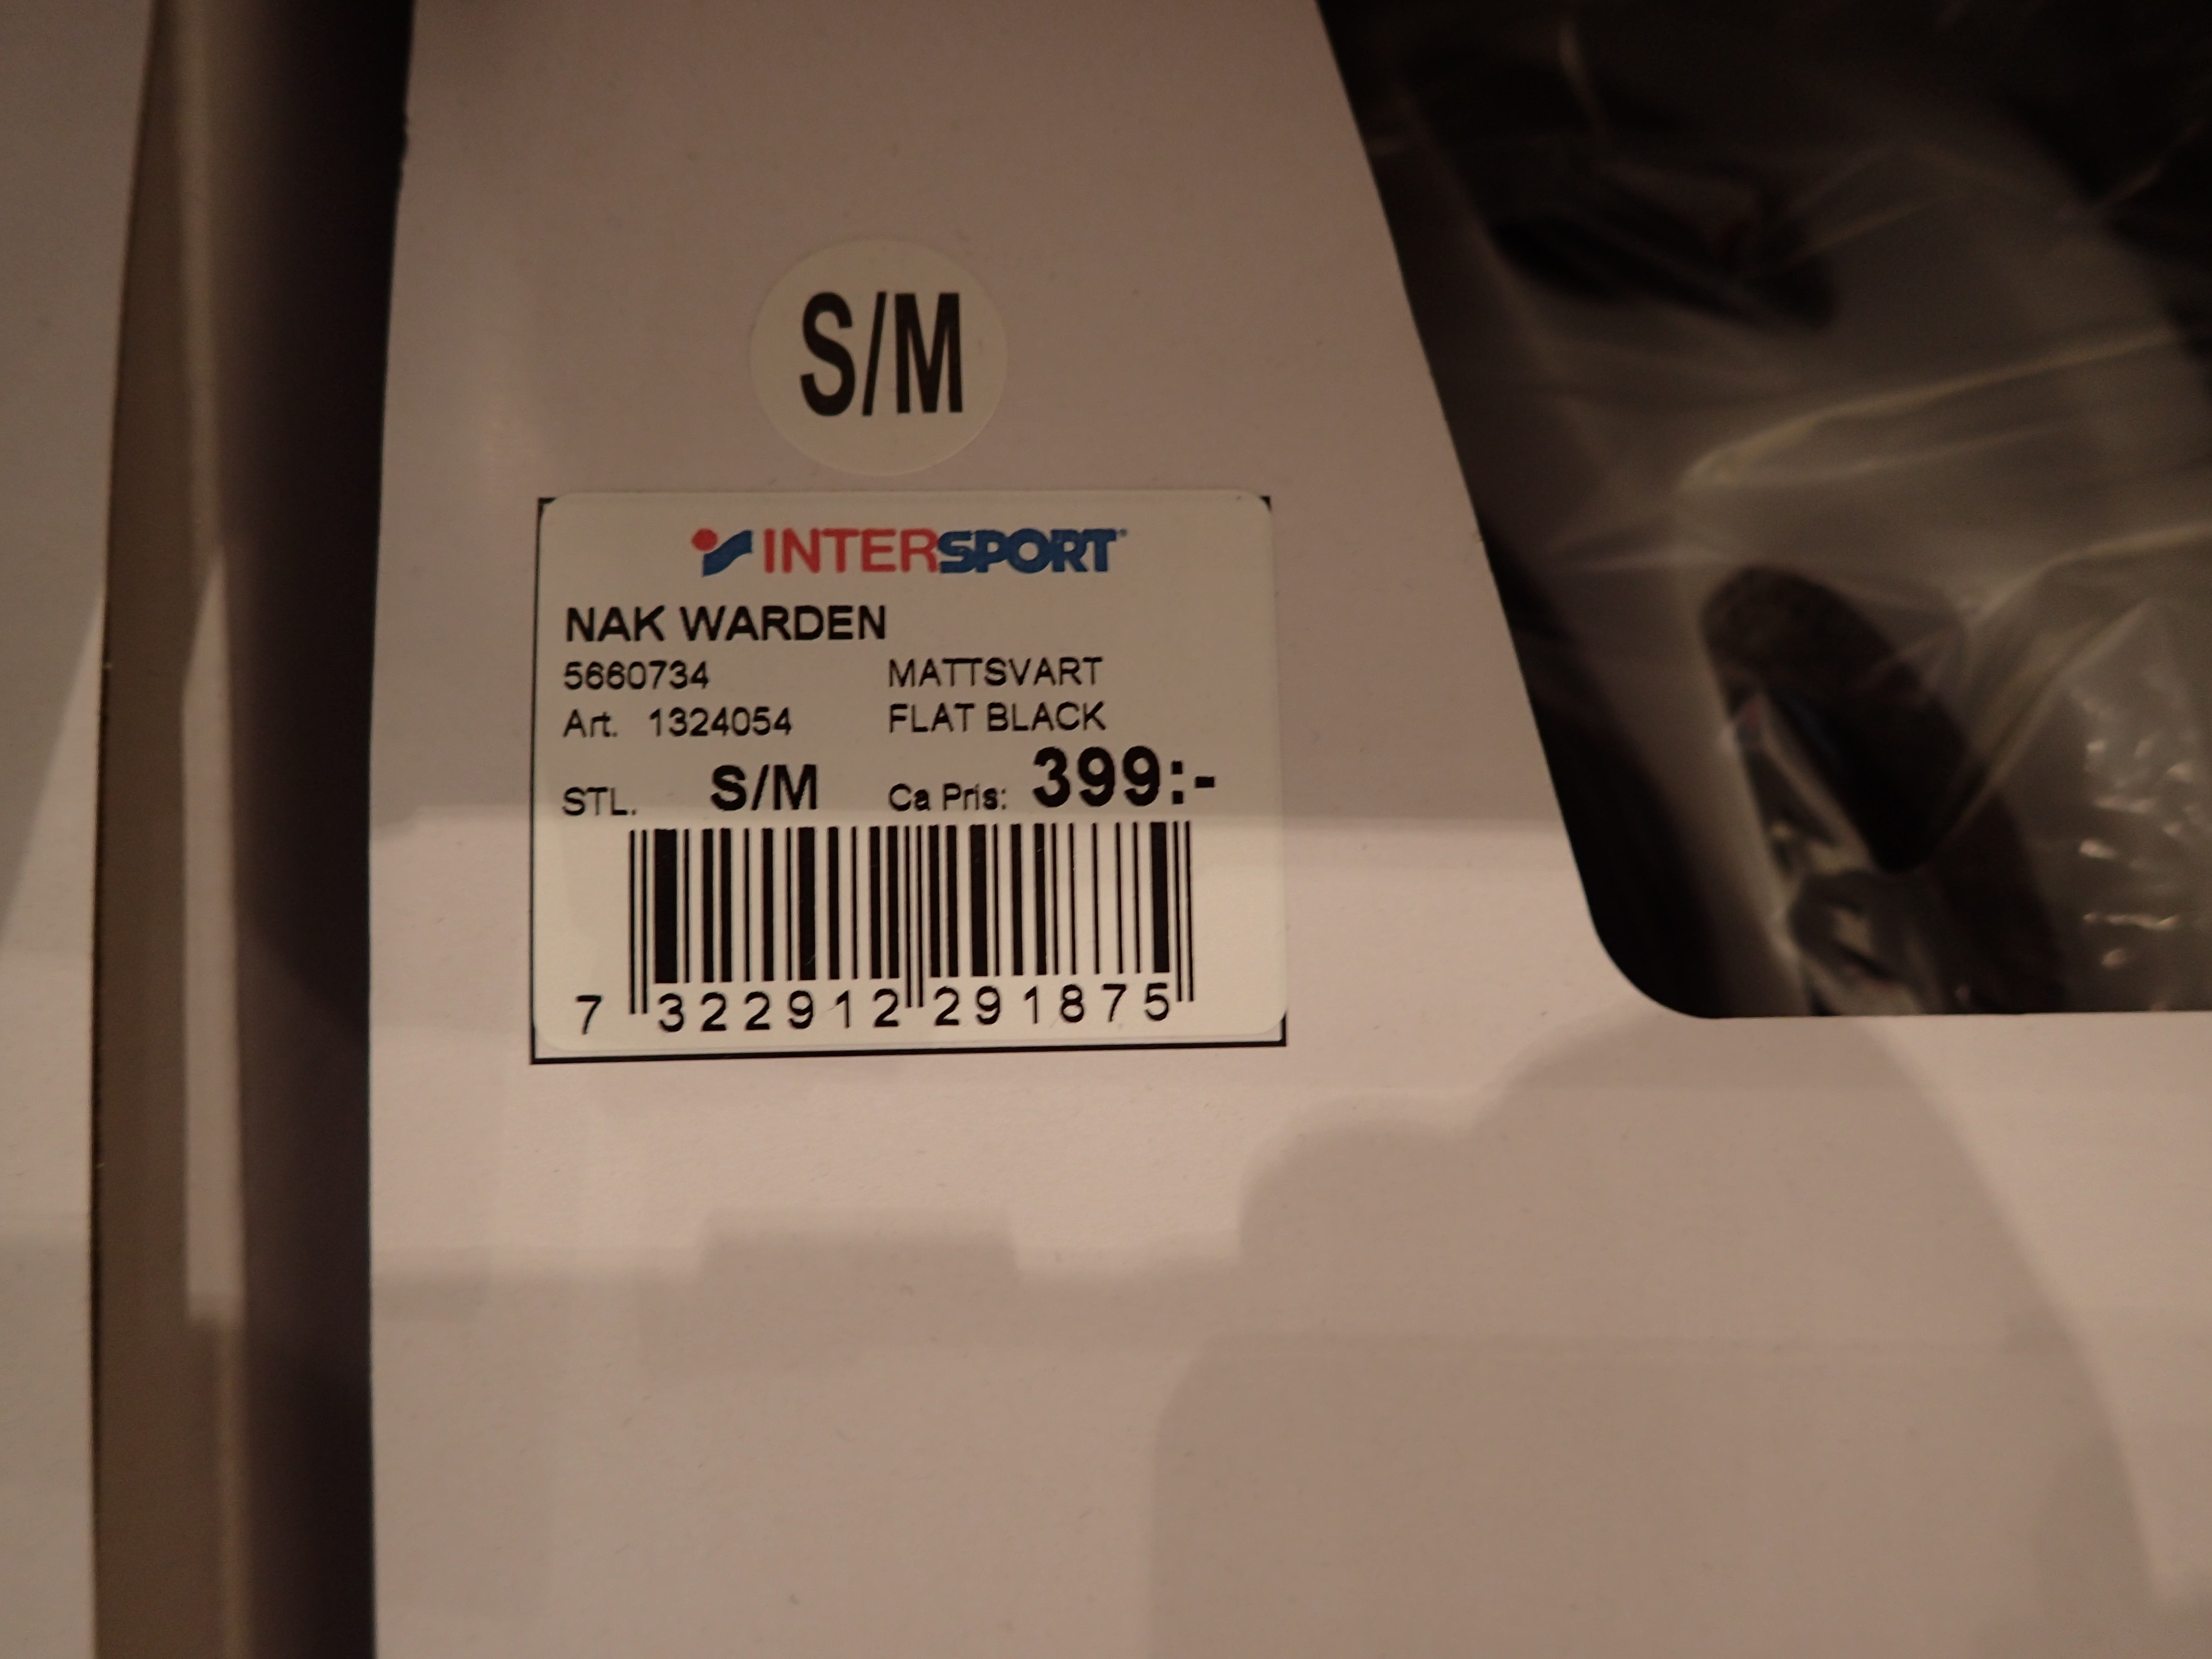 S/M
INTERSPORT
NAK WARDEN
5660734 MATTSVART
Art. 1324054 FLAT BLACK
STL. S/M Ca Pris: 399:-
7 322912 291875